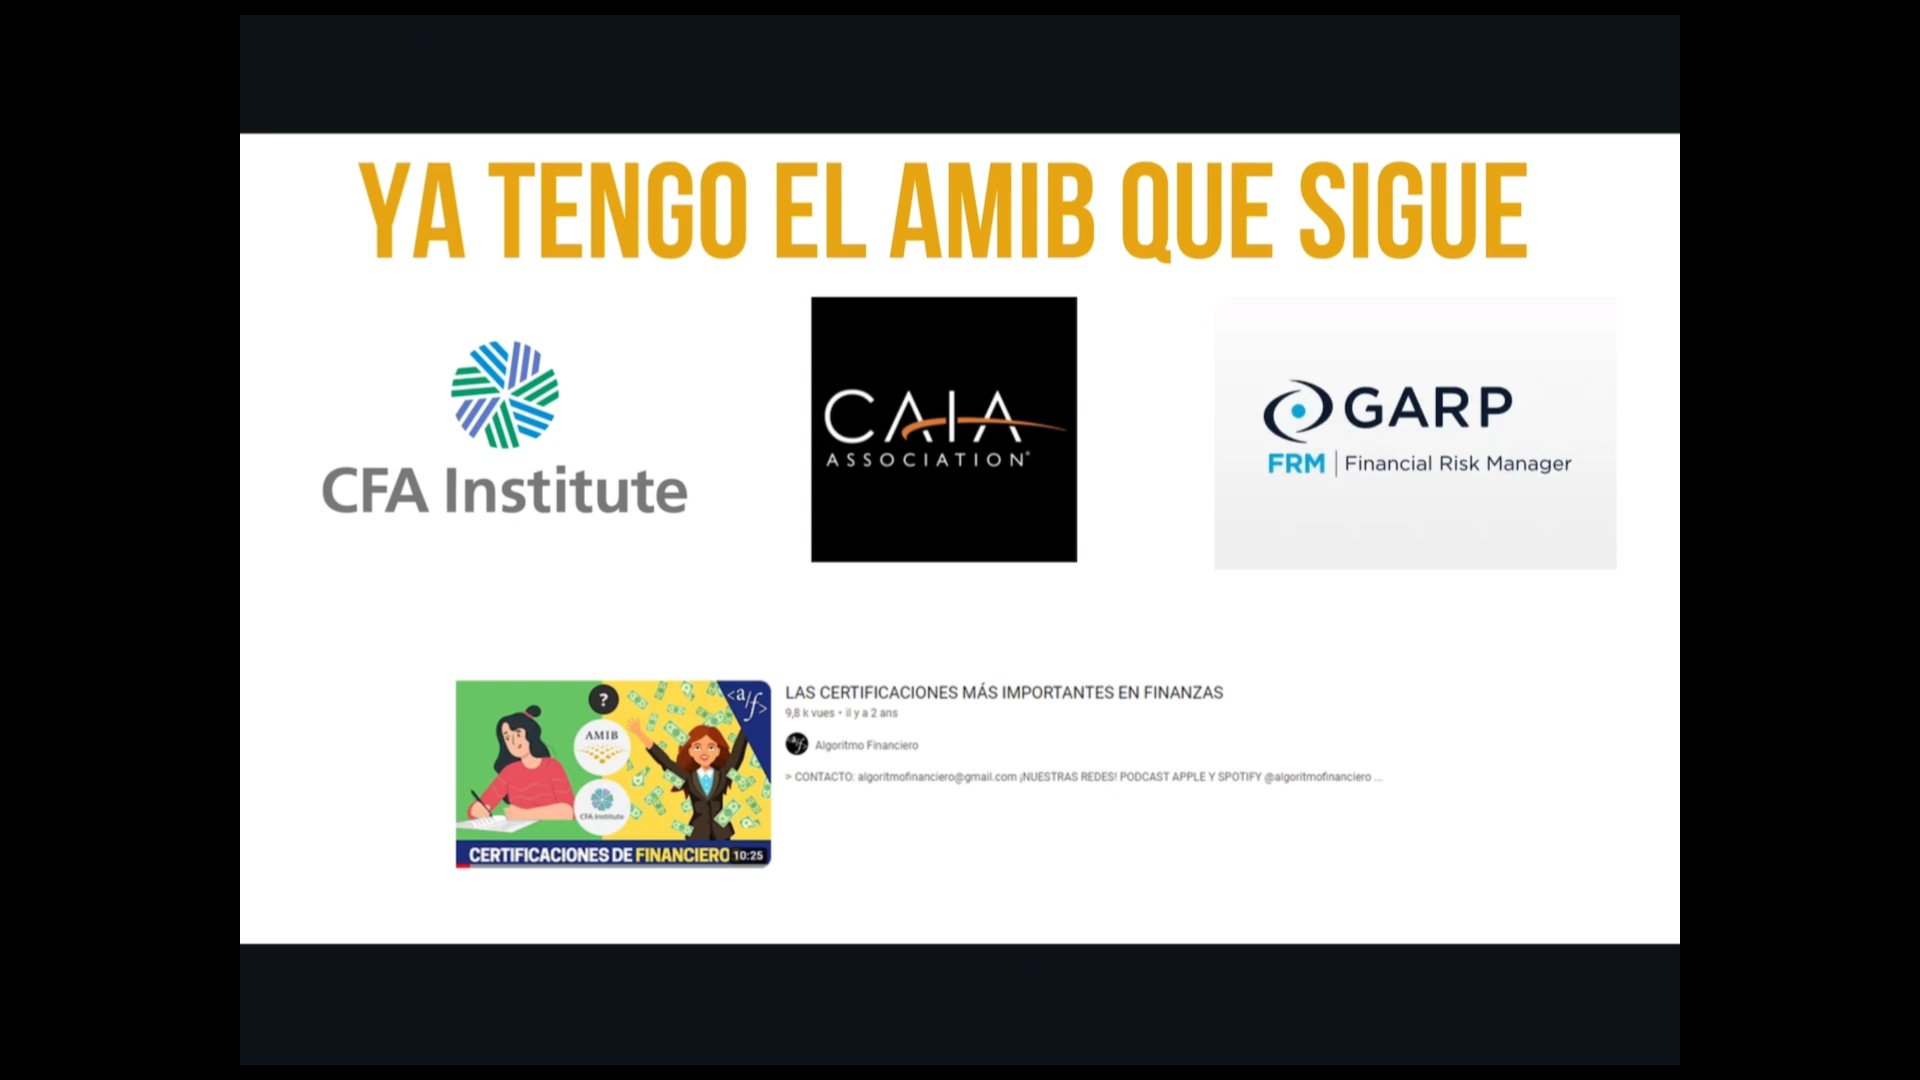 YA TENGO EL AMIB QUE SIGUE
CFA Institute
CAIA
ASSOCIATION®
GARP
FRM | Financial Risk Manager
?
<a/f>
AMIB
CFA Institute
CERTIFICACIONES DE FINANCIERO
10:25
LAS CERTIFICACIONES MÁS IMPORTANTES EN FINANZAS
9,8 k vues • il y a 2 ans
Algoritmo Financiero
⊳ CONTACTO: algoritmofinanciero@gmail.com ¡NUESTRAS REDES! PODCAST APPLE Y SPOTIFY @algoritmofinanciero ...